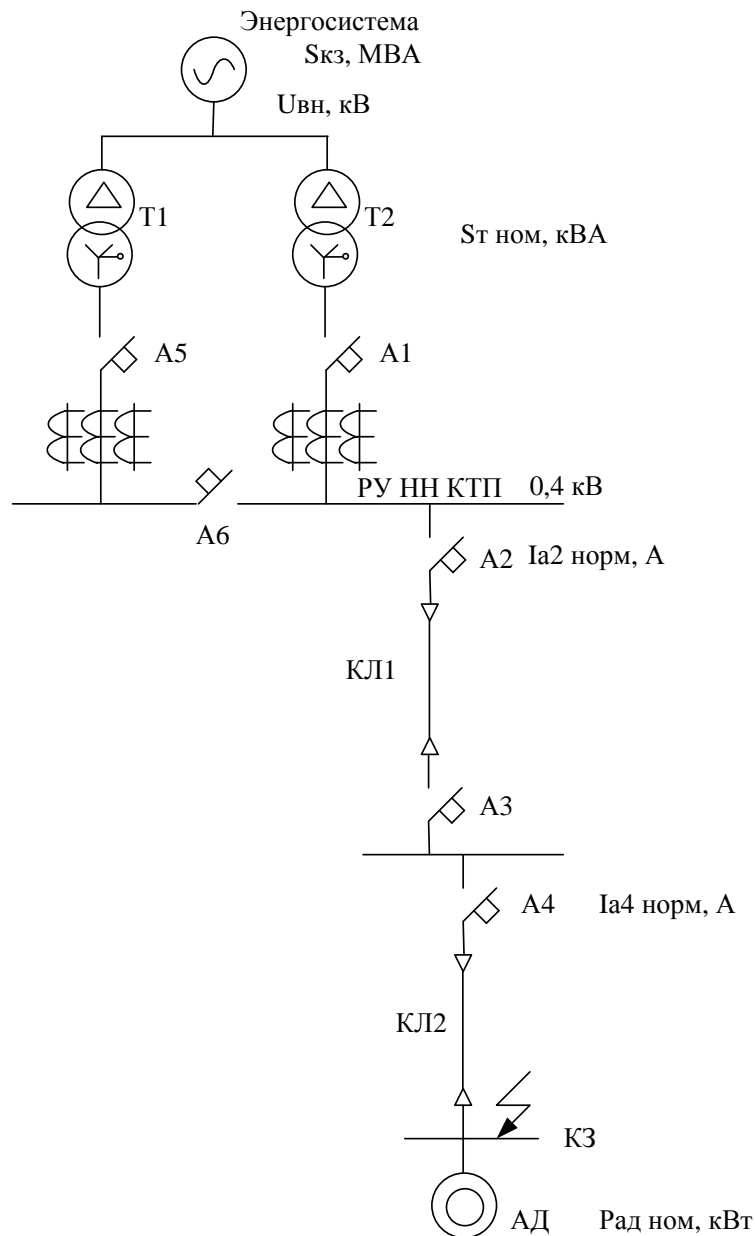 Энергосистема
Sкз, МВА
Uвн, кВ
Т1
Т2
Sт ном, кВА
А5
А1
РУ НН КТП 0,4 кВ
А6
А2 Iа2 норм, А
КЛ1
А3
А4 Iа4 норм, А
КЛ2
КЗ
АД Рад ном, кВт